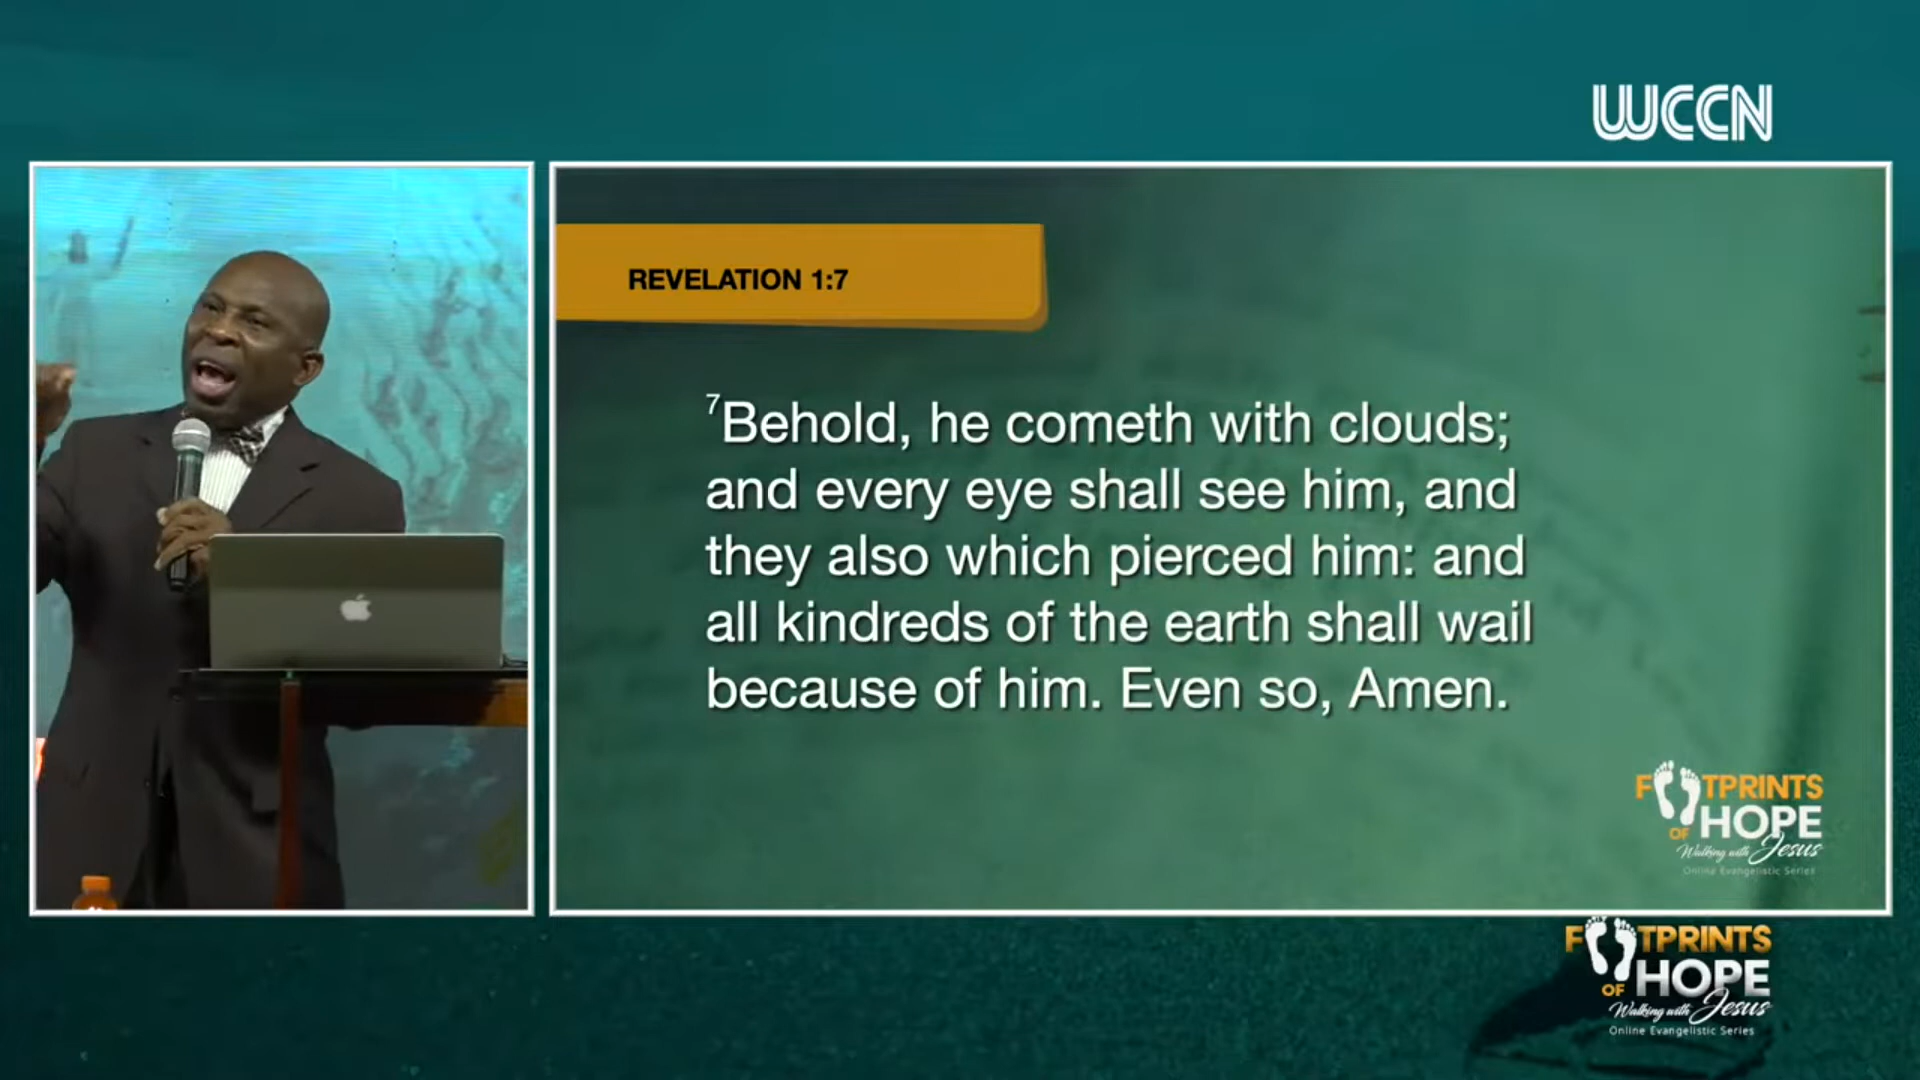 WCCN
REVELATION 1:7
7Behold, he cometh with clouds;
and every eye shall see him, and
they also which pierced him: and
all kindreds of the earth shall wail
because of him. Even so, Amen.
FOOTPRINTS
OF HOPE
Walking with Jesus
Online Evangelistic Series
FOOTPRINTS
OF HOPE
Walking with Jesus
Online Evangelistic Series